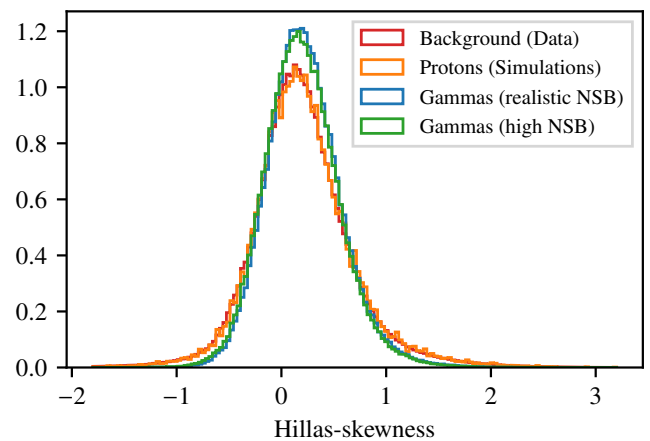 1.2
1.0
0.8
0.6
0.4
0.2
0.0
Background (Data)
Protons (Simulations)
Gammas (realistic NSB)
Gammas (high NSB)
−2 −1 0 1 2 3
Hillas-skewness